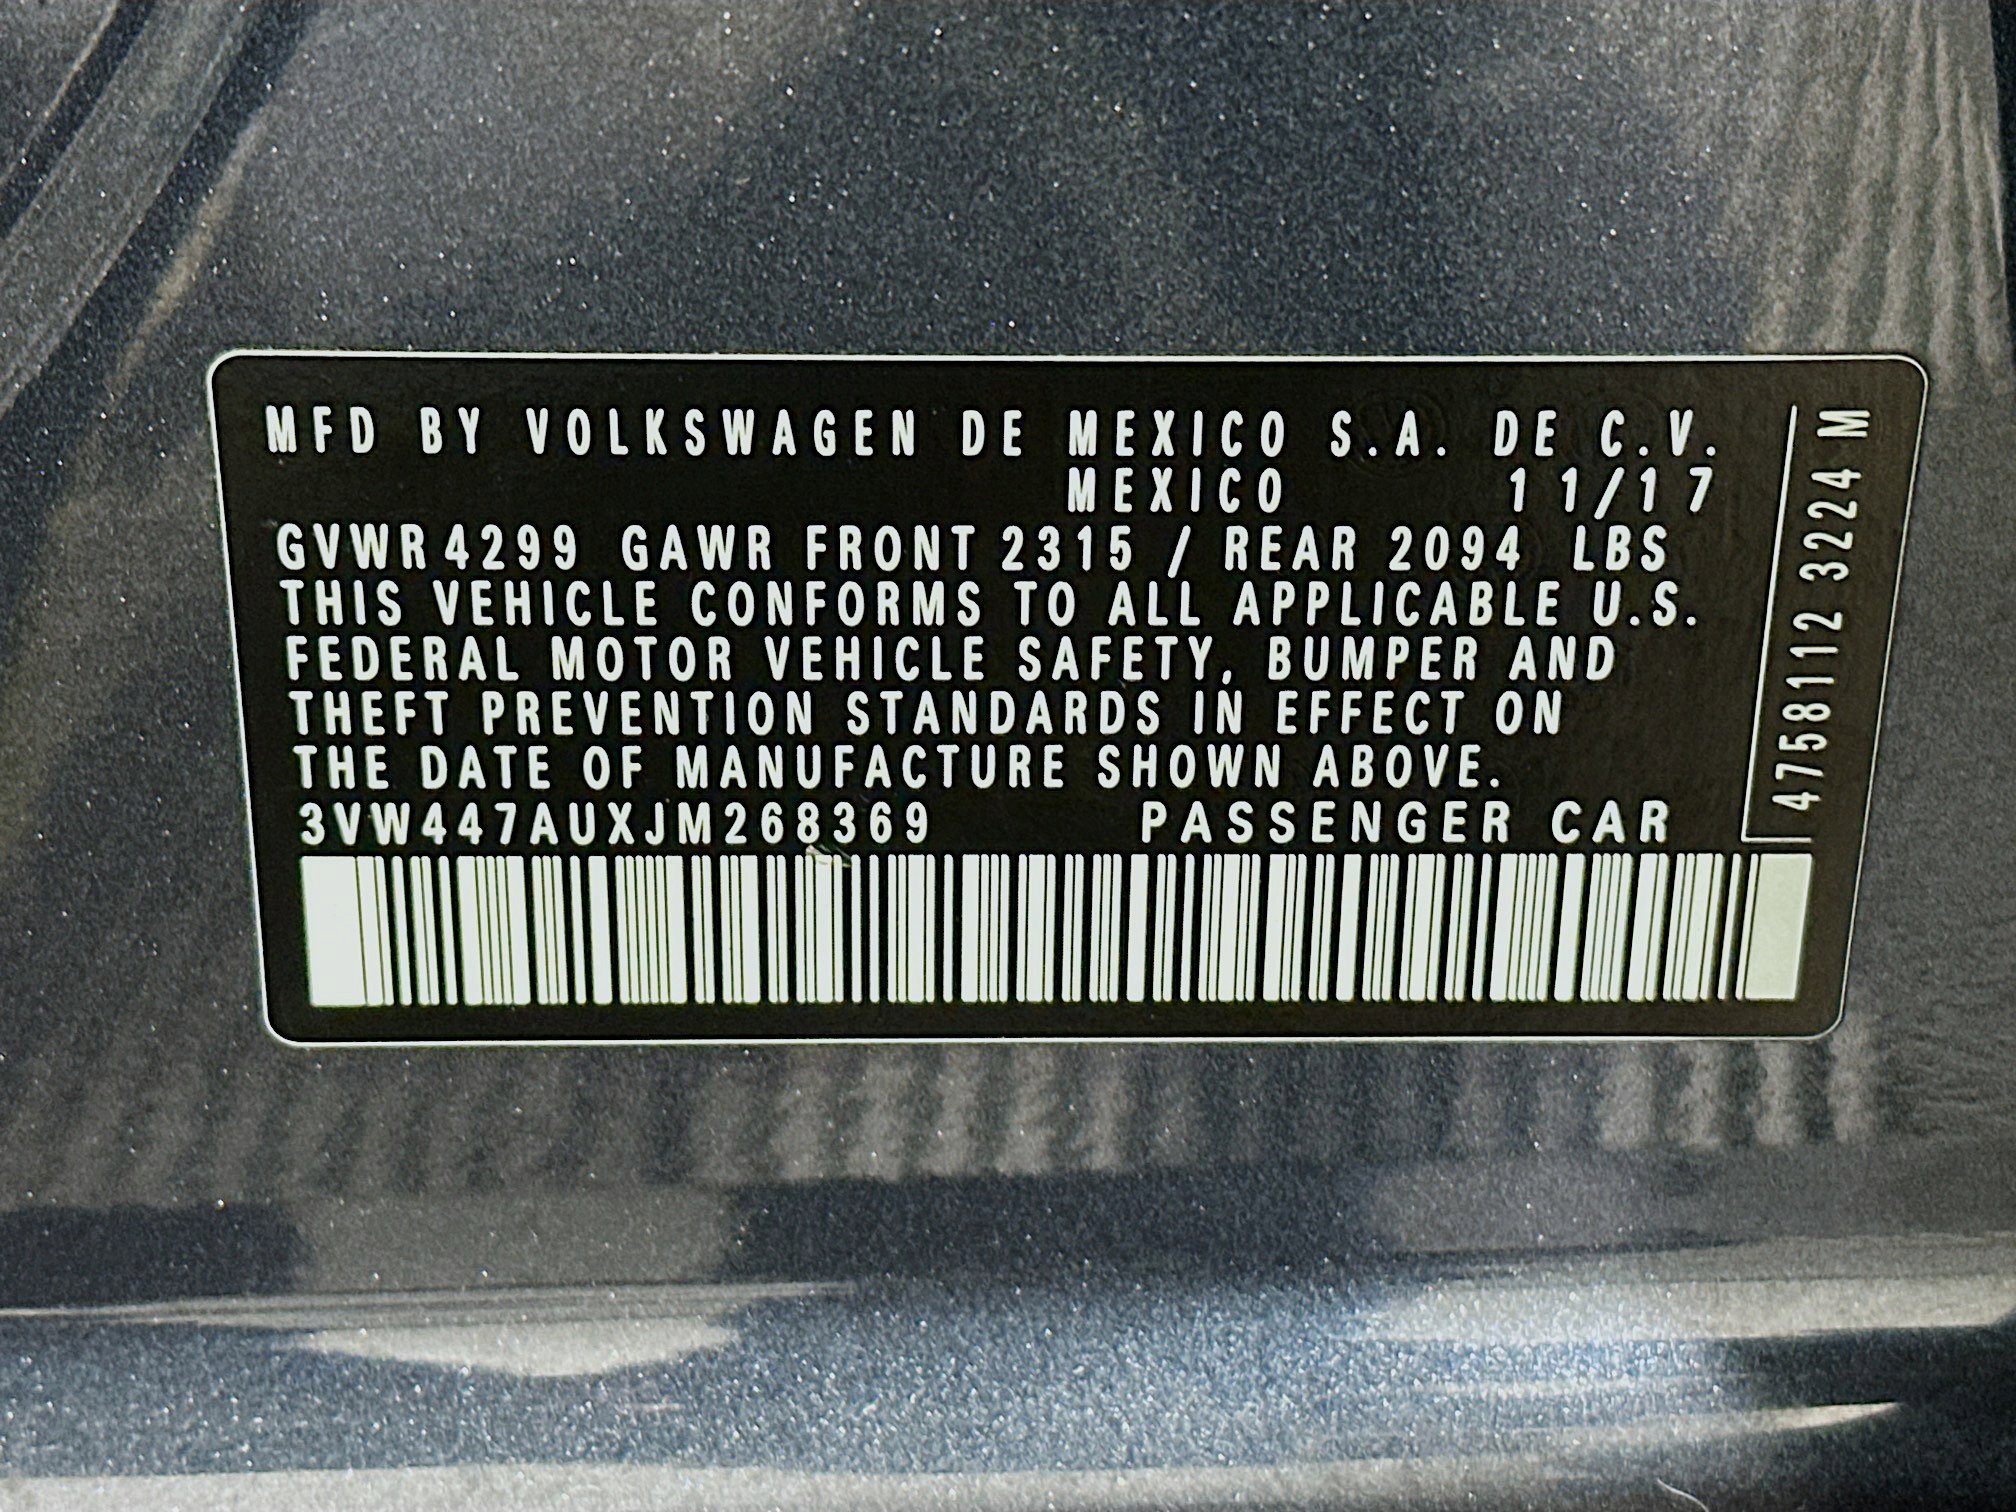 MFD BY VOLKSWAGEN DE MEXICO S.A. DE C.V.
MEXICO 11/17
GVWR 4299 GAWR FRONT 2315 / REAR 2094 LBS
THIS VEHICLE CONFORMS TO ALL APPLICABLE U.S.
FEDERAL MOTOR VEHICLE SAFETY, BUMPER AND
THEFT PREVENTION STANDARDS IN EFFECT ON
THE DATE OF MANUFACTURE SHOWN ABOVE.
3VW447AUXJM268369 PASSENGER CAR
4758112 3224 M